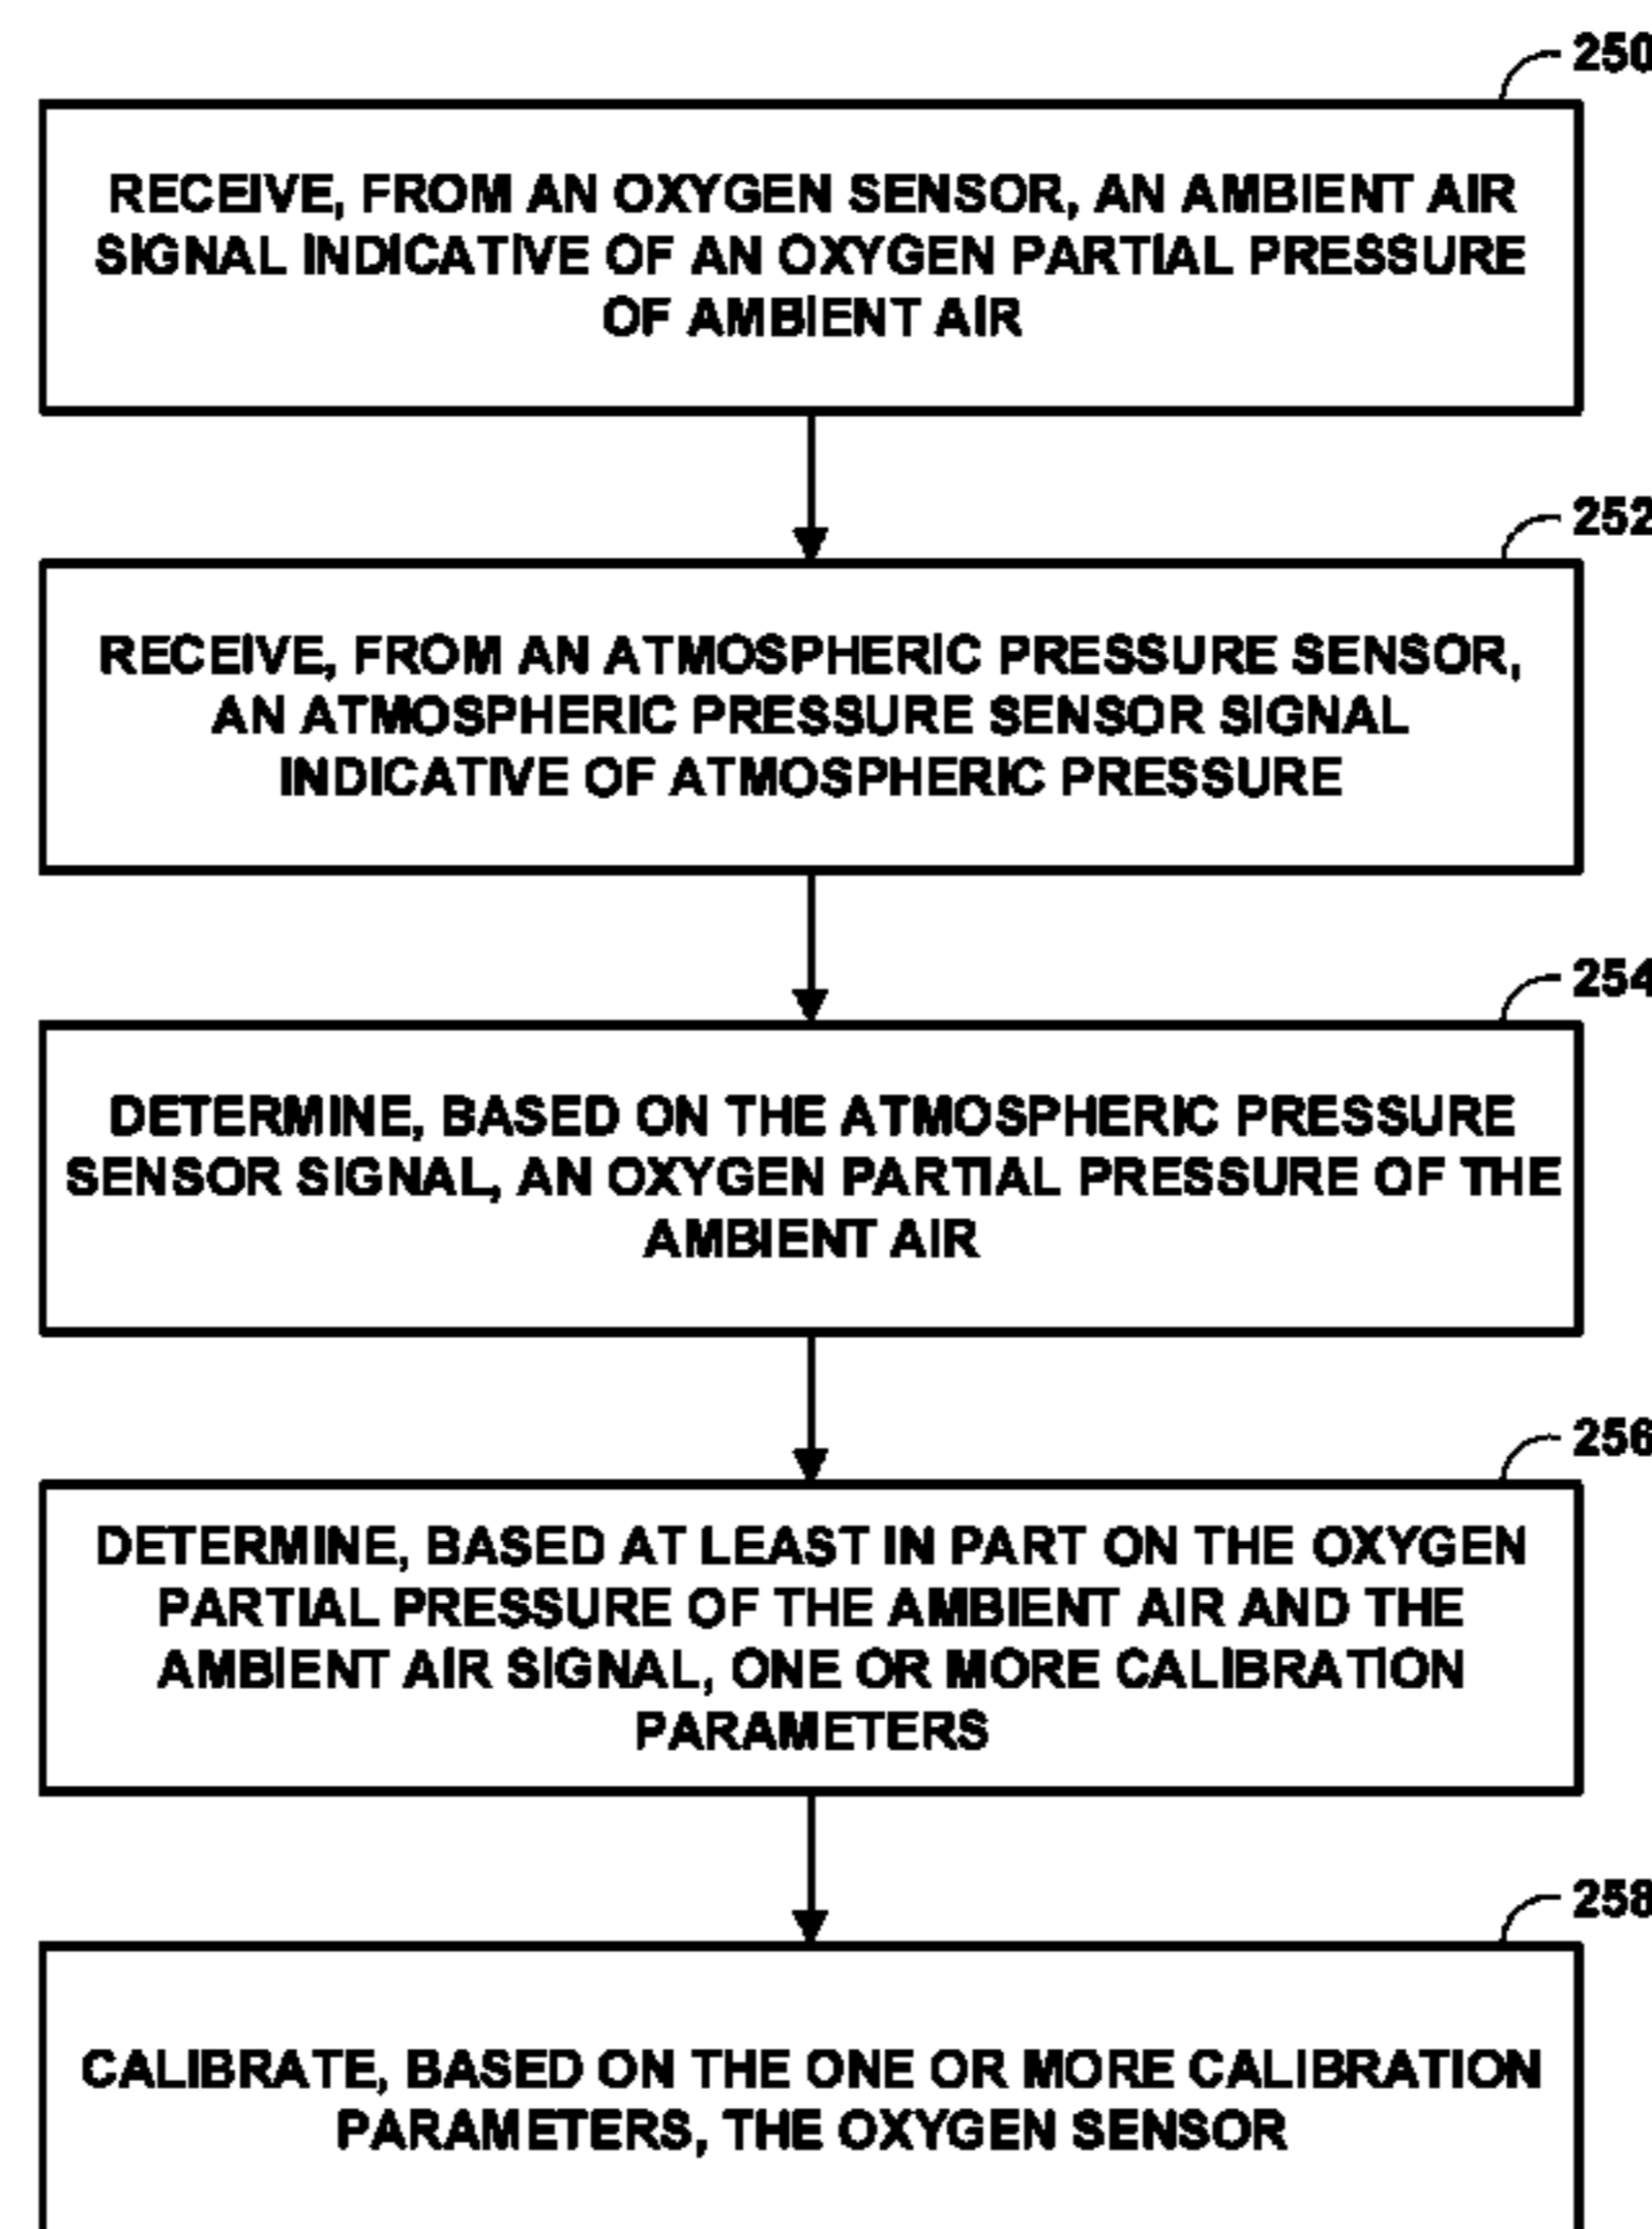 250
RECEIVE, FROM AN OXYGEN SENSOR, AN AMBIENT AIR
SIGNAL INDICATIVE OF AN OXYGEN PARTIAL PRESSURE
OF AMBIENT AIR
252
RECEIVE, FROM AN ATMOSPHERIC PRESSURE SENSOR,
AN ATMOSPHERIC PRESSURE SENSOR SIGNAL
INDICATIVE OF ATMOSPHERIC PRESSURE
254
DETERMINE, BASED ON THE ATMOSPHERIC PRESSURE
SENSOR SIGNAL, AN OXYGEN PARTIAL PRESSURE OF THE
AMBIENT AIR
256
DETERMINE, BASED AT LEAST IN PART ON THE OXYGEN
PARTIAL PRESSURE OF THE AMBIENT AIR AND THE
AMBIENT AIR SIGNAL, ONE OR MORE CALIBRATION
PARAMETERS
258
CALIBRATE, BASED ON THE ONE OR MORE CALIBRATION
PARAMETERS, THE OXYGEN SENSOR